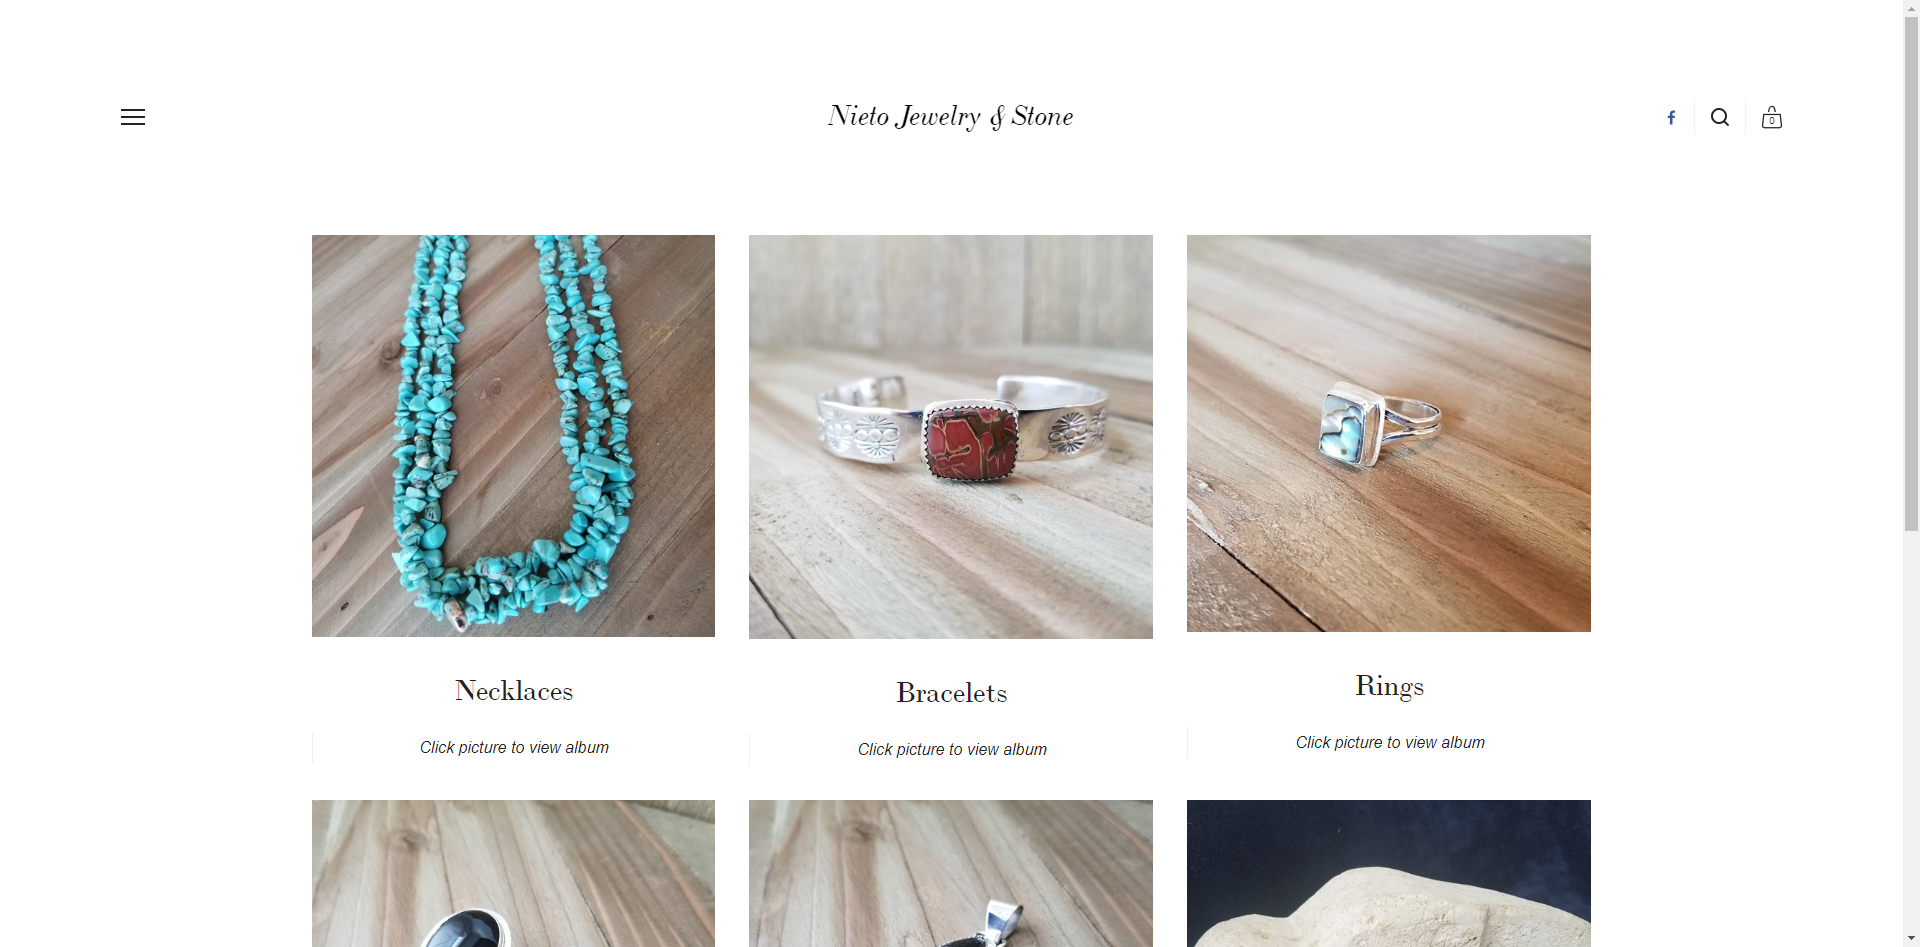 Nieto Jewelry & Stone
0
Necklaces
Bracelets
Rings
Click picture to view album
Click picture to view album
Click picture to view album